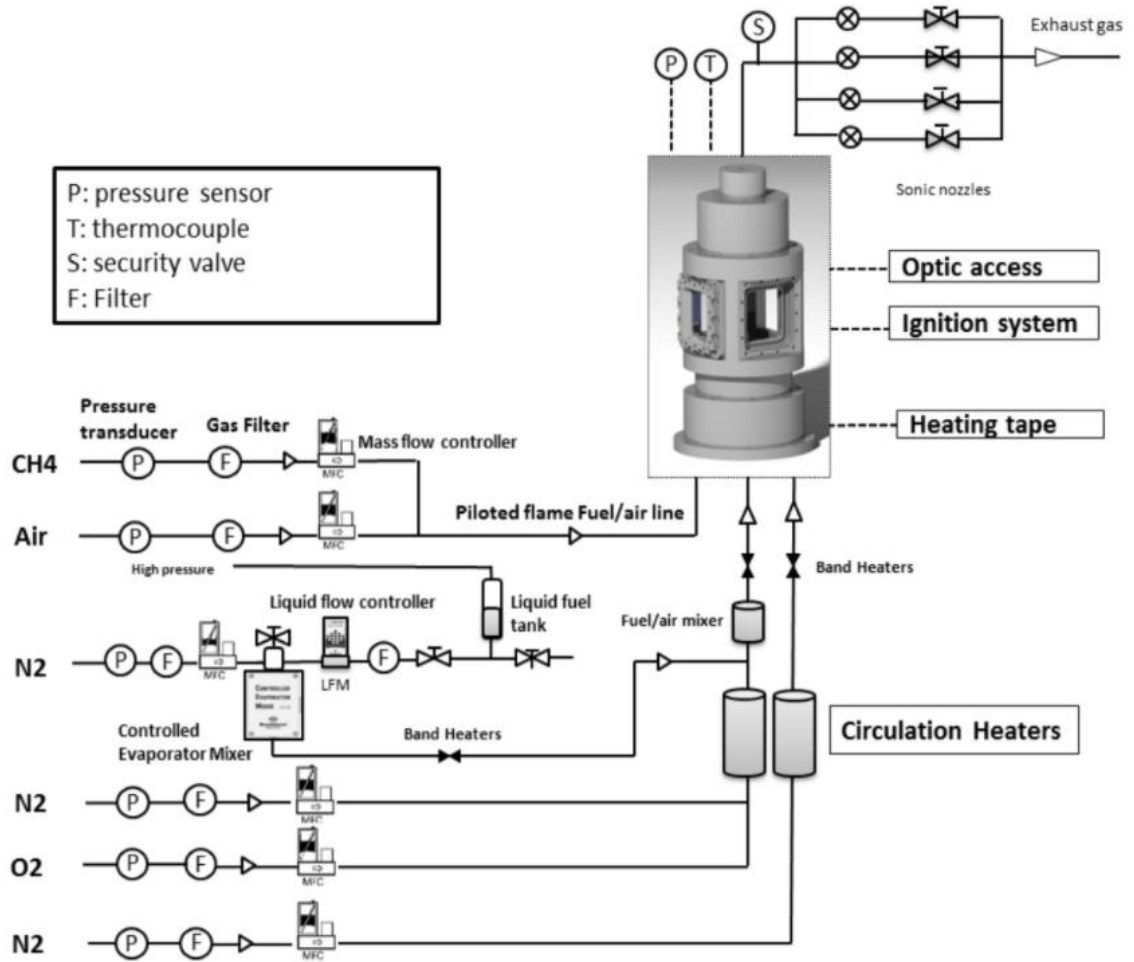 S
Exhaust gas
P
T
Sonic nozzles
P: pressure sensor
T: thermocouple
S: security valve
F: Filter
Optic access
Ignition system
Heating tape
Pressure
transducer
Gas Filter
Mass flow controller
CH4
P
F
MFC
Piloted flame Fuel/air line
Air
P
F
MFC
High pressure
Band Heaters
Liquid flow controller
Liquid fuel
tank
Fuel/air mixer
N2
P
F
MFC
F
LFM
CONTROLLED
EVAPORATOR
MIXER
Controlled
Evaporator Mixer
Band Heaters
Circulation Heaters
N2
P
F
MFC
O2
P
F
MFC
N2
P
F
MFC